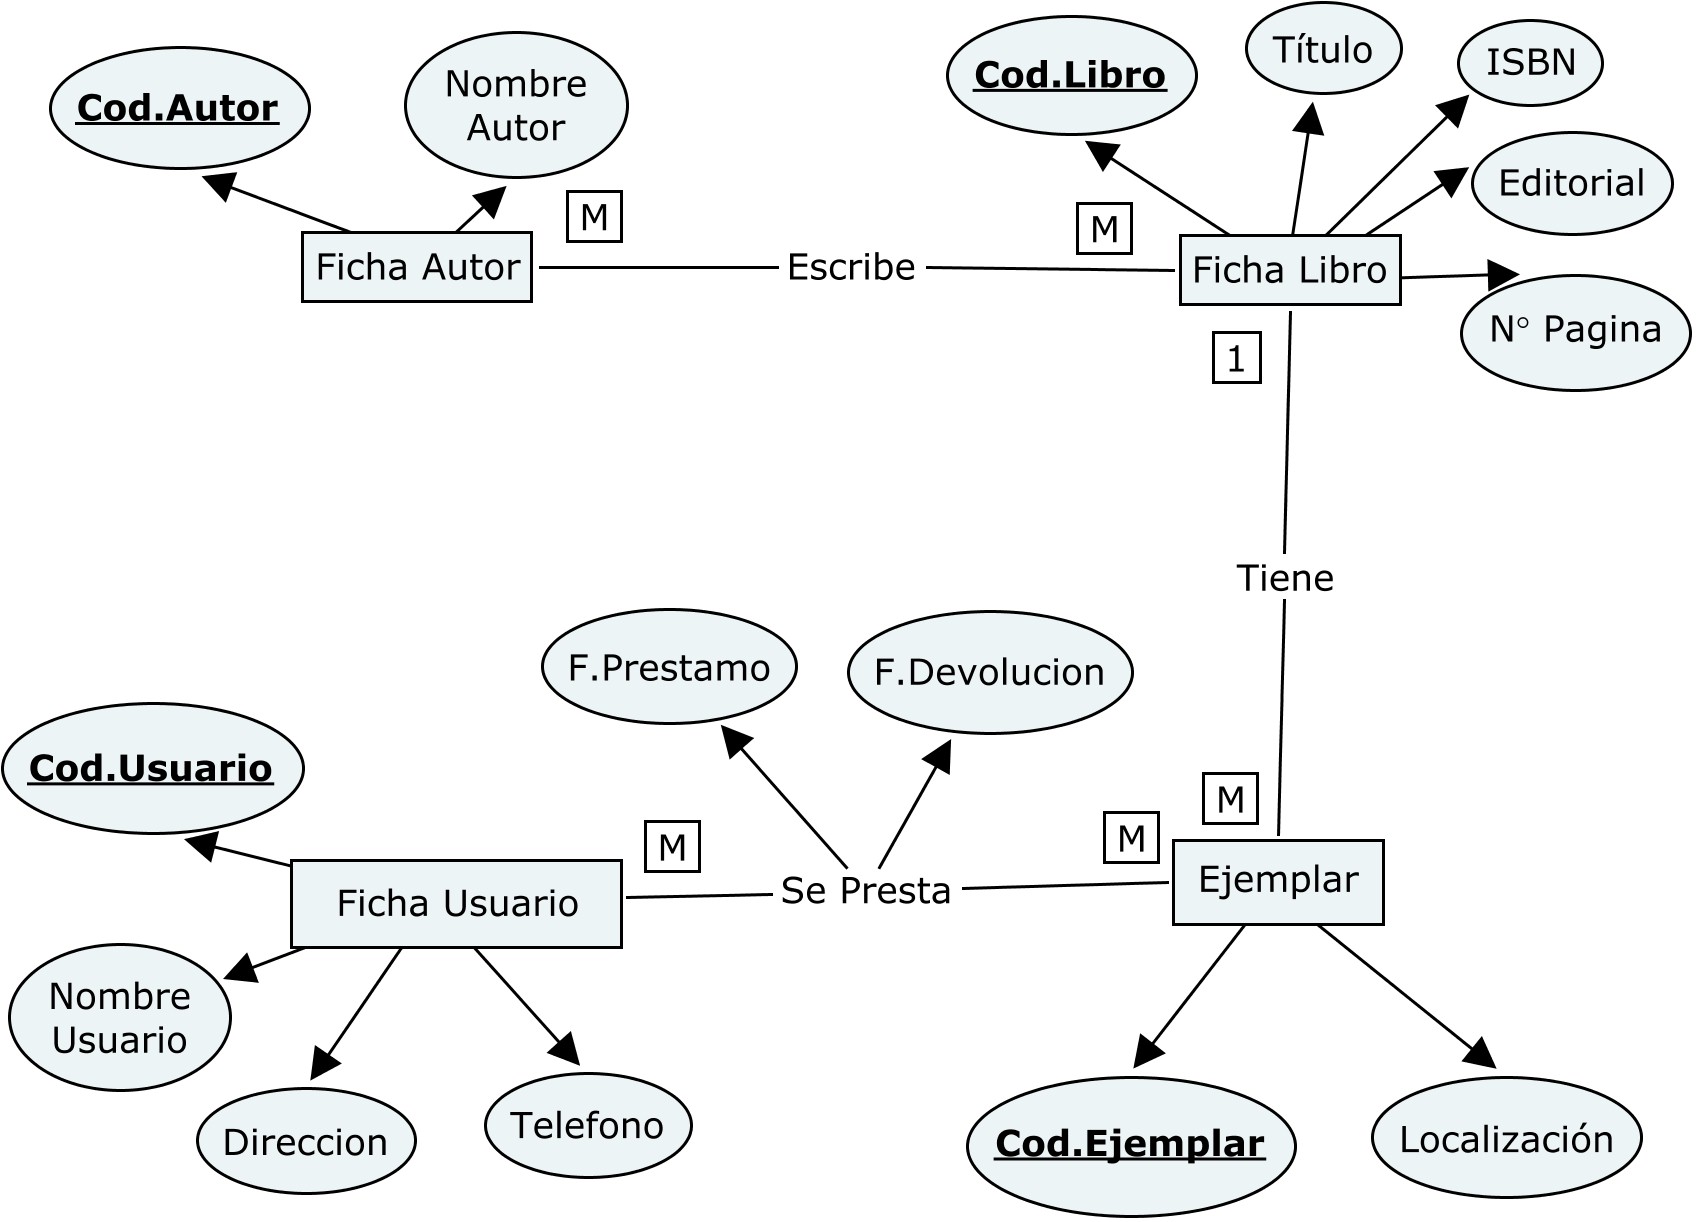 Cod.Autor
Nombre
Autor
Cod.Libro
Título
ISBN
Editorial
N° Pagina
M
M
Ficha Autor
Escribe
Ficha Libro
1
Tiene
F.Prestamo
F.Devolucion
Cod.Usuario
M
M
M
Ficha Usuario
Se Presta
Ejemplar
Nombre
Usuario
Direccion
Telefono
Cod.Ejemplar
Localización